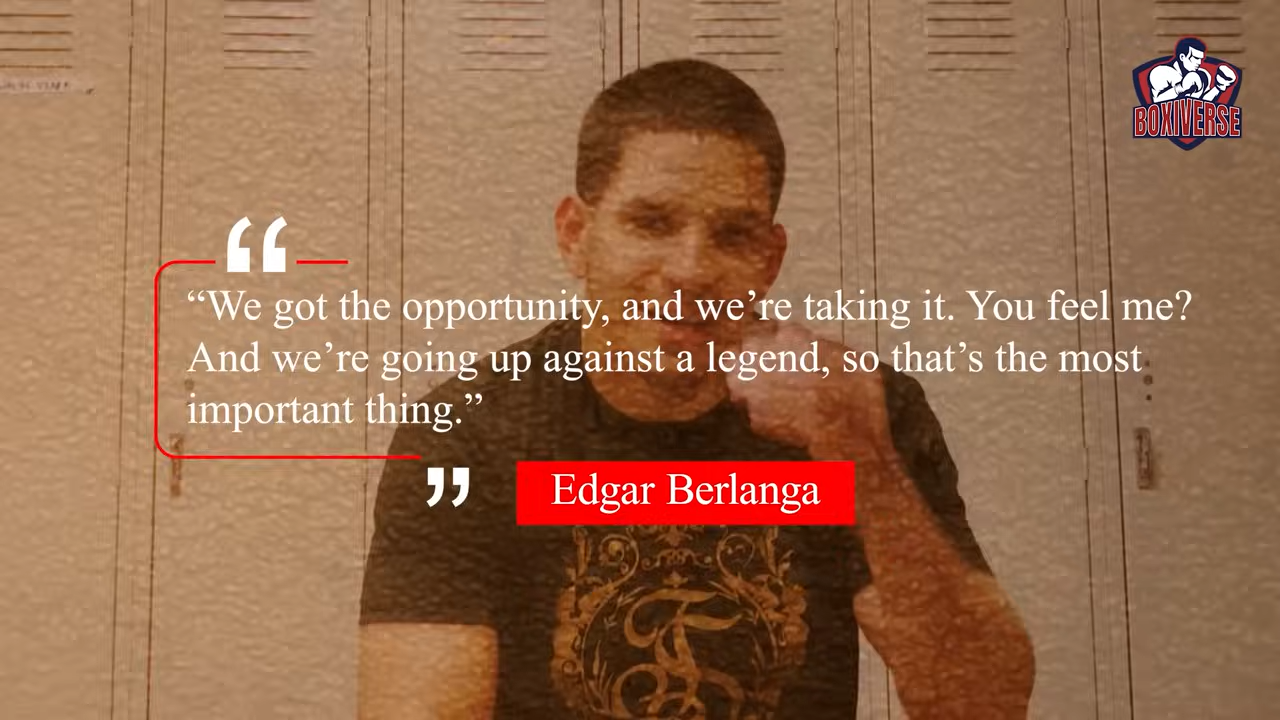 BOXIVERSE
“We got the opportunity, and we’re taking it. You feel me?
And we’re going up against a legend, so that’s the most
important thing.”
Edgar Berlanga